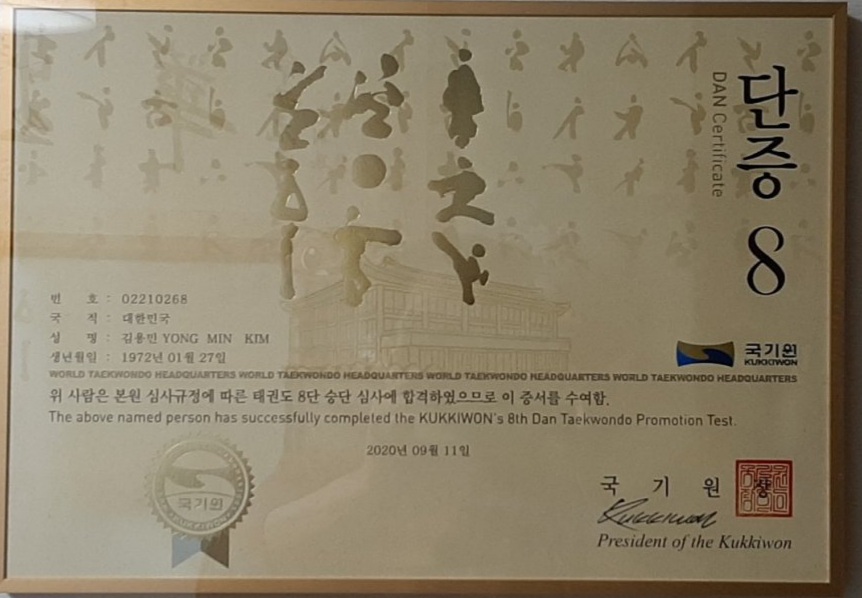 단증 8
DAN Certificate
번 호 : 02210268
국 적 : 대한민국
성 명 : 김용민 YONG MIN KIM
생년월일 : 1972년 01월 27일
국기원
KUKKIWON
WORLD TAEKWONDO HEADQUARTERS WORLD TAEKWONDO HEADQUARTERS WORLD TAEKWONDO HEADQUARTERS WORLD TAEKWONDO HEADQUARTERS
위 사람은 본원 심사규정에 따른 태권도 8단 승단 심사에 합격하였으므로 이 증서를 수여함.
The above named person has successfully completed the KUKKIWON's 8th Dan Taekwondo Promotion Test.
2020년 09월 11일
국기원
국 기 원 장
Kukkiwon
President of the Kukkiwon